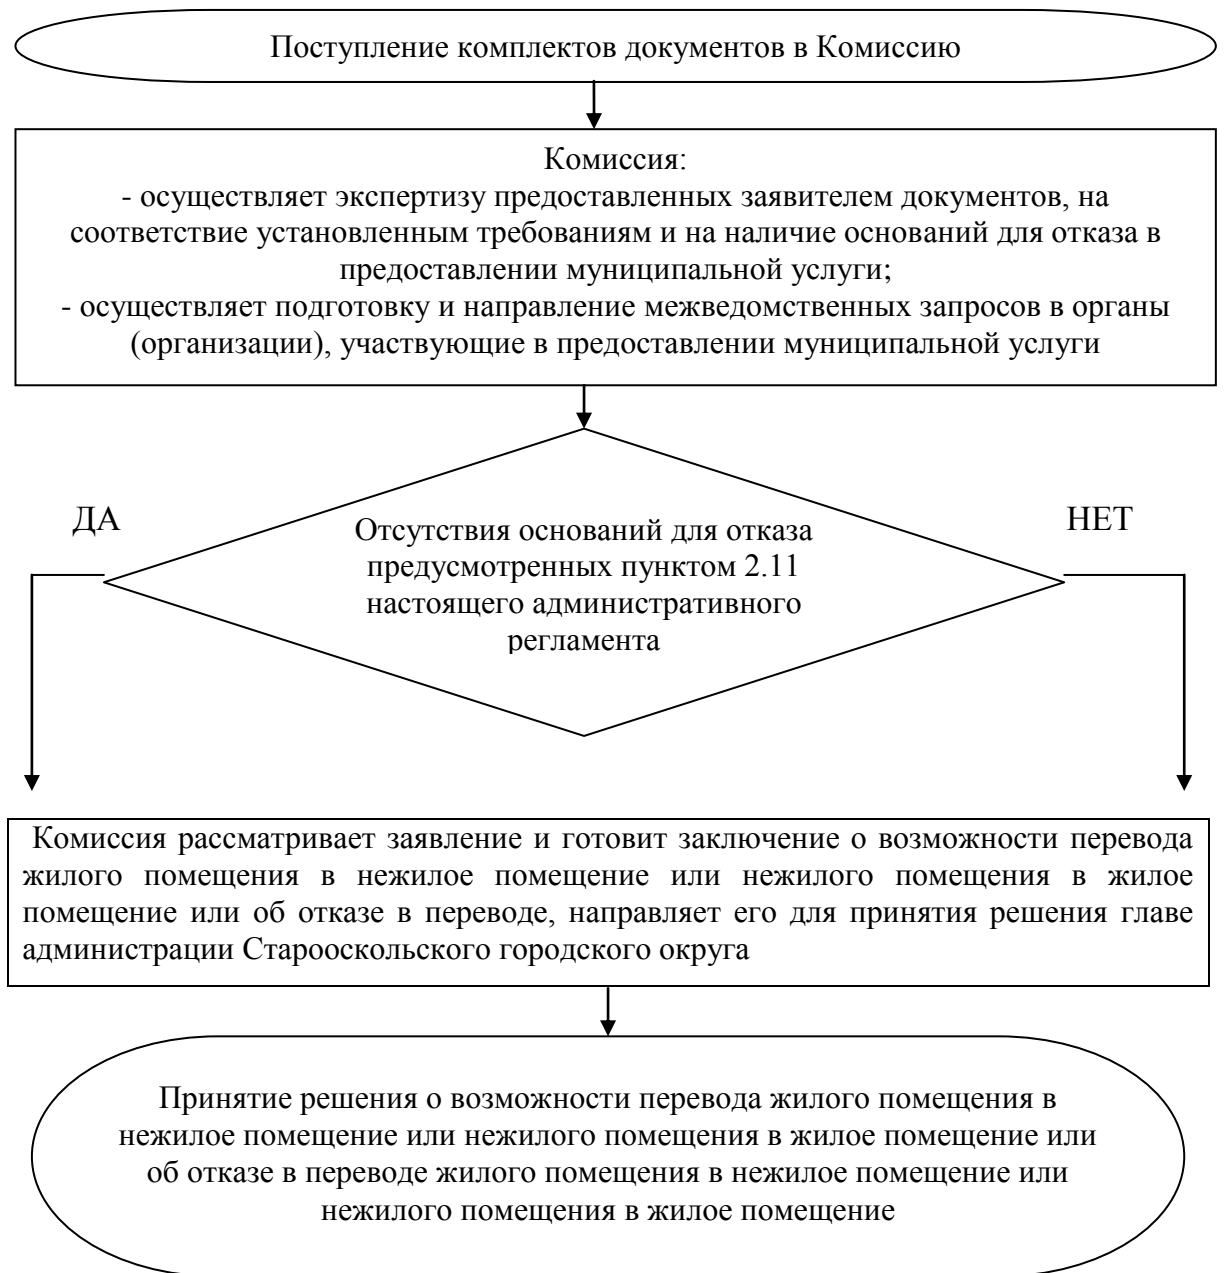 Поступление комплектов документов в Комиссию
Комиссия:
- осуществляет экспертизу предоставленных заявителем документов, на
соответствие установленным требованиям и на наличие оснований для отказа в
предоставлении муниципальной услуги;
- осуществляет подготовку и направление межведомственных запросов в органы
(организации), участвующие в предоставлении муниципальной услуги
ДА
НЕТ
Отсутствия оснований для отказа
предусмотренных пунктом 2.11
настоящего административного
регламента
Комиссия рассматривает заявление и готовит заключение о возможности перевода
жилого помещения в нежилое помещение или нежилого помещения в жилое
помещение или об отказе в переводе, направляет его для принятия решения главе
администрации Старооскольского городского округа
Принятие решения о возможности перевода жилого помещения в
нежилое помещение или нежилого помещения в жилое помещение или
об отказе в переводе жилого помещения в нежилое помещение или
нежилого помещения в жилое помещение